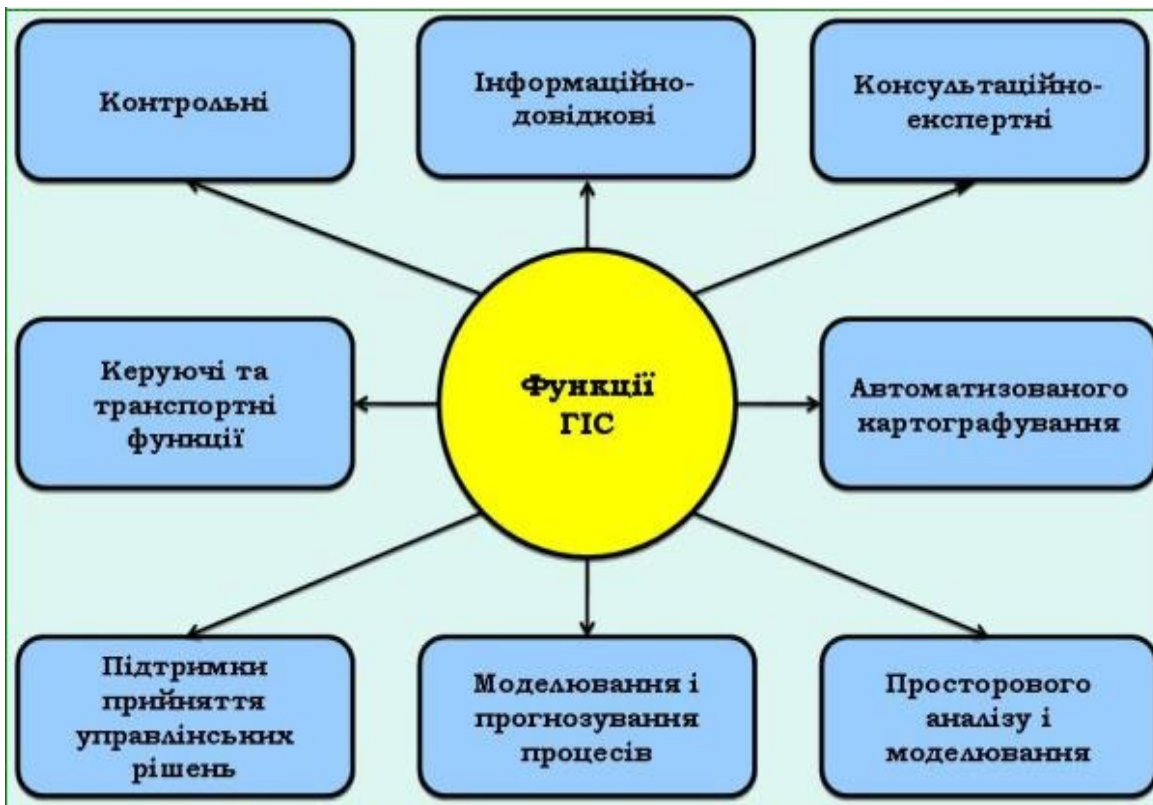 Контрольні
Інформаційно-
довідкові
Консультаційно-
експертні
Керуючі та
транспортні
функції
Функції
ГІС
Автоматизованого
картографування
Підтримки
прийняття
управлінських
рішень
Моделювання і
прогнозування
процесів
Просторового
аналізу і
моделювання